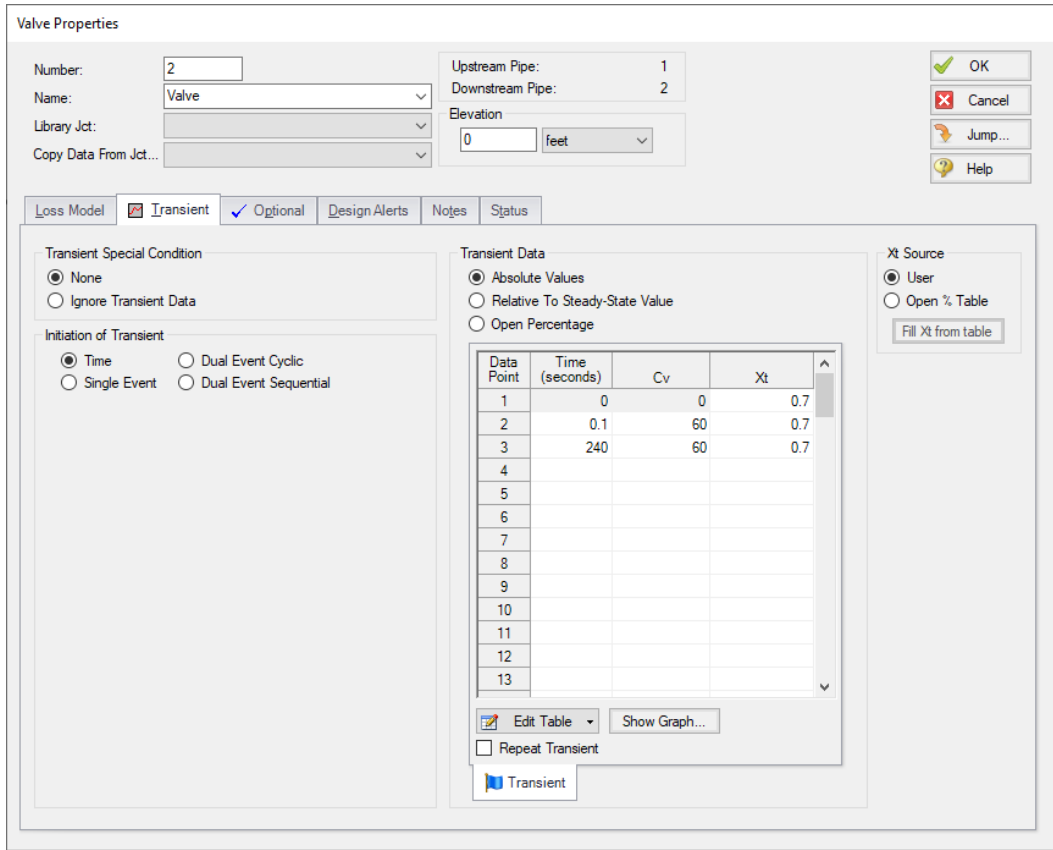 Valve Properties
Number: 2
Name: Valve
Library Jct:
Copy Data From Jct...
Upstream Pipe: 1
Downstream Pipe: 2
Elevation
0 feet
OK
Cancel
Jump...
Help
Loss Model Transient Optional Design Alerts Notes Status
Transient Special Condition
None
Ignore Transient Data
Initiation of Transient
Time Dual Event Cyclic
Single Event Dual Event Sequential
Transient Data
Absolute Values
Relative To Steady-State Value
Open Percentage
Data Point Time (seconds) Cv Xt
1 0 0 0.7
2 0.1 60 0.7
3 240 60 0.7
4
5
6
7
8
9
10
11
12
13
Edit Table Show Graph...
Repeat Transient
Transient
Xt Source
User
Open % Table
Fill Xt from table